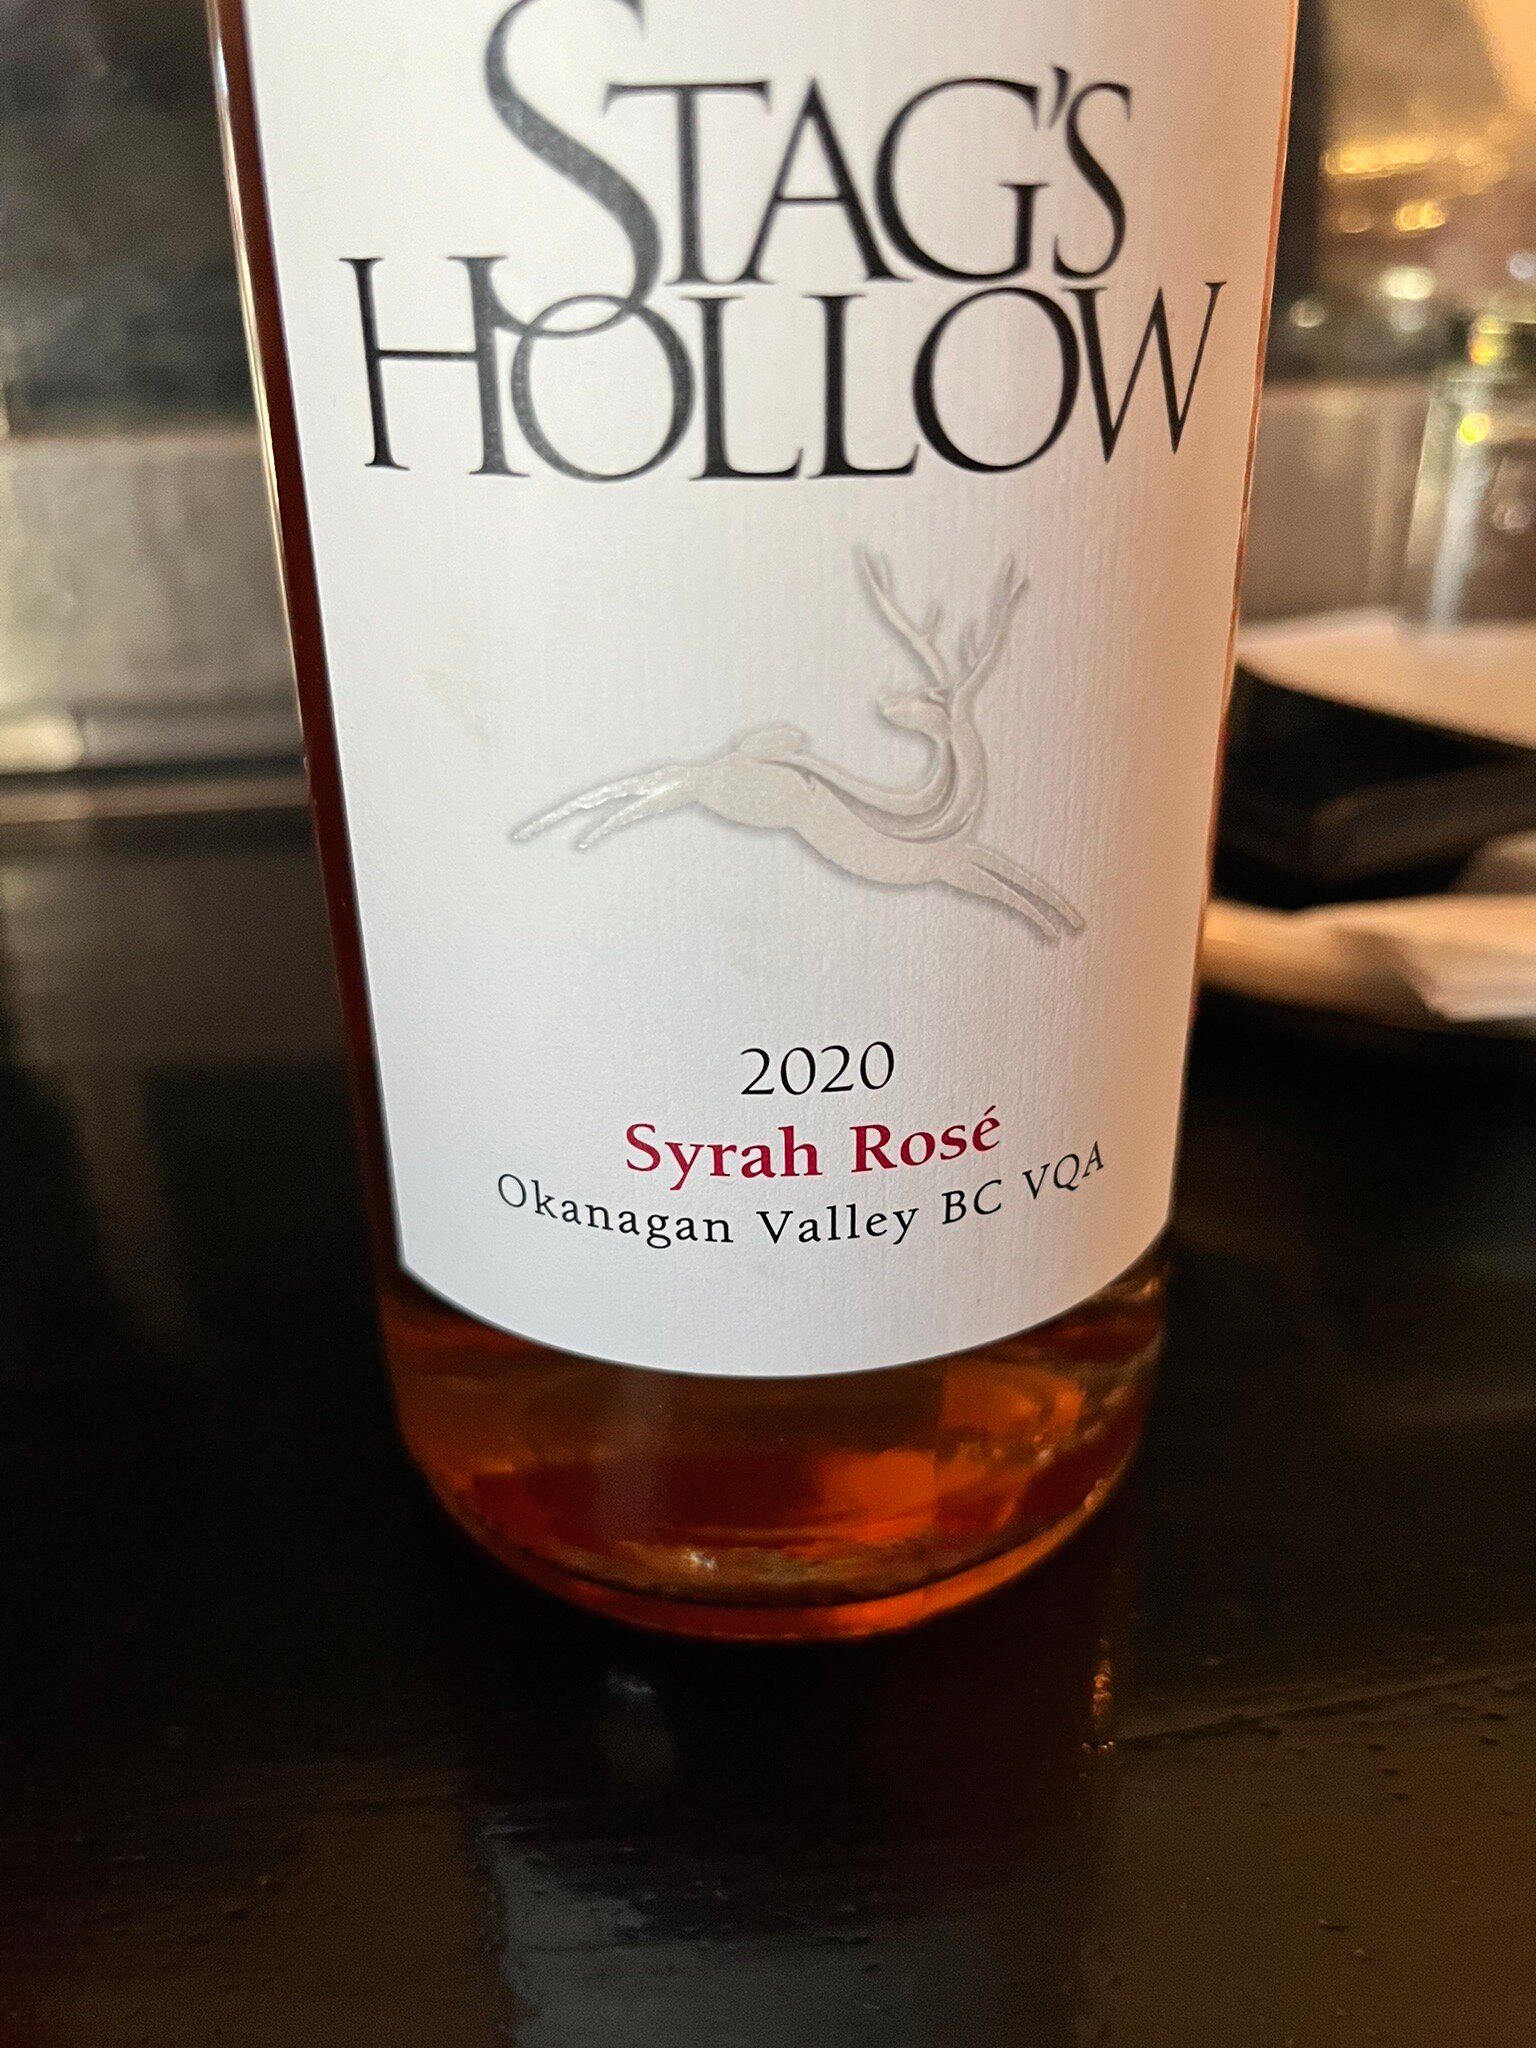 STAG'S
HOLLOW
2020
Syrah Rosé
Okanagan Valley BC VQA